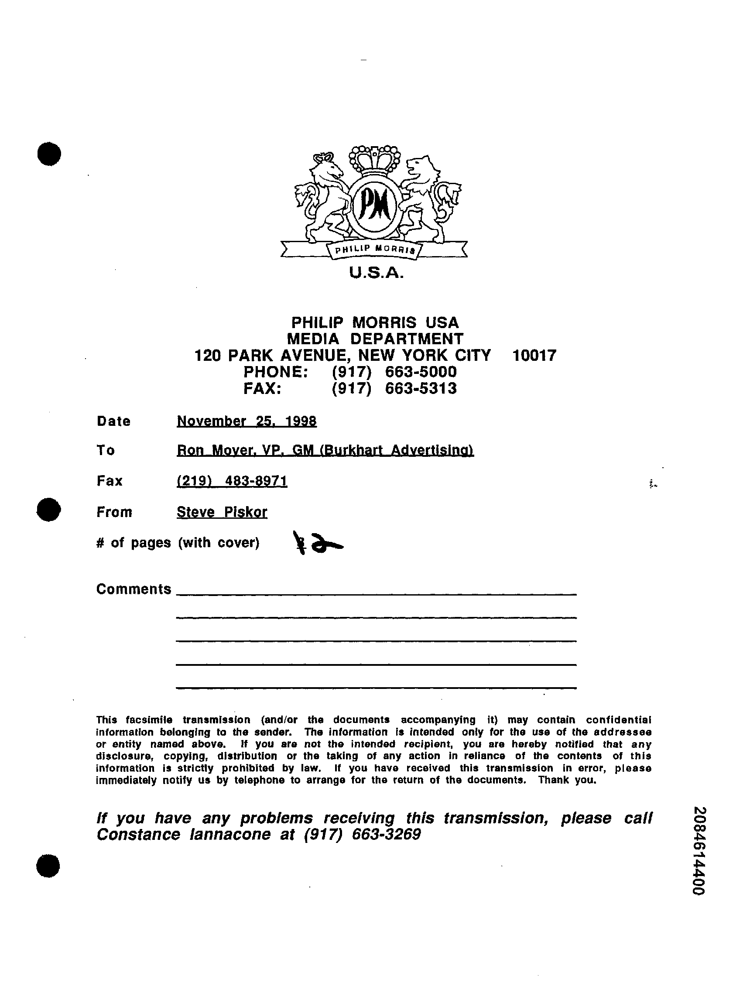 PM
PHILIP MORRIS
U.S.A.
PHILIP MORRIS USA
MEDIA DEPARTMENT
120 PARK AVENUE, NEW YORK CITY 10017
PHONE: (917) 663-5000
FAX: (917) 663-5313
Date November 25, 1998
To Ron Moyer, VP, GM (Burkhart Advertising)
Fax (219) 483-8971
From Steve Piskor
# of pages (with cover) 2
Comments
This facsimile transmission (and/or the documents accompanying it) may contain confidential
information belonging to the sender. The information is intended only for the use of the addressee
or entity named above. If you are not the intended recipient, you are hereby notified that any
disclosure, copying, distribution or the taking of any action in reliance of the contents of this
information is strictly prohibited by law. If you have received this transmission in error, please
immediately notify us by telephone to arrange for the return of the documents. Thank you.
If you have any problems receiving this transmission, please call
Constance Iannacone at (917) 663-3269
2084614400